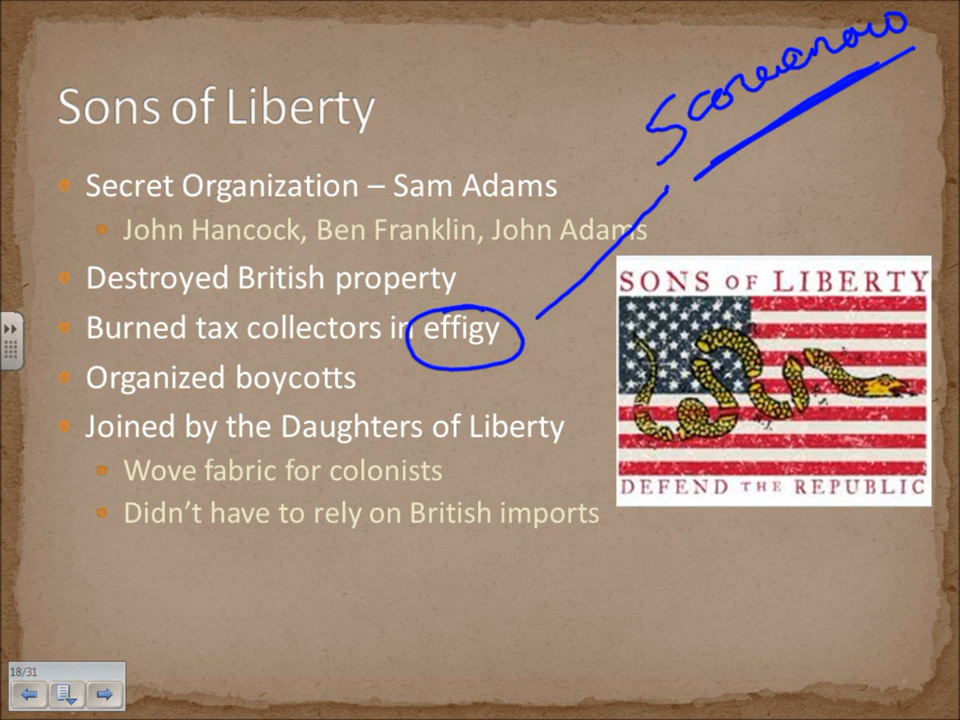 Sons of Liberty
Secret Organization – Sam Adams
John Hancock, Ben Franklin, John Adams
Destroyed British property
Burned tax collectors in effigy
Organized boycotts
Joined by the Daughters of Liberty
Wove fabric for colonists
Didn't have to rely on British imports
SONS OF LIBERTY
DEFEND THE REPUBLIC
18/31